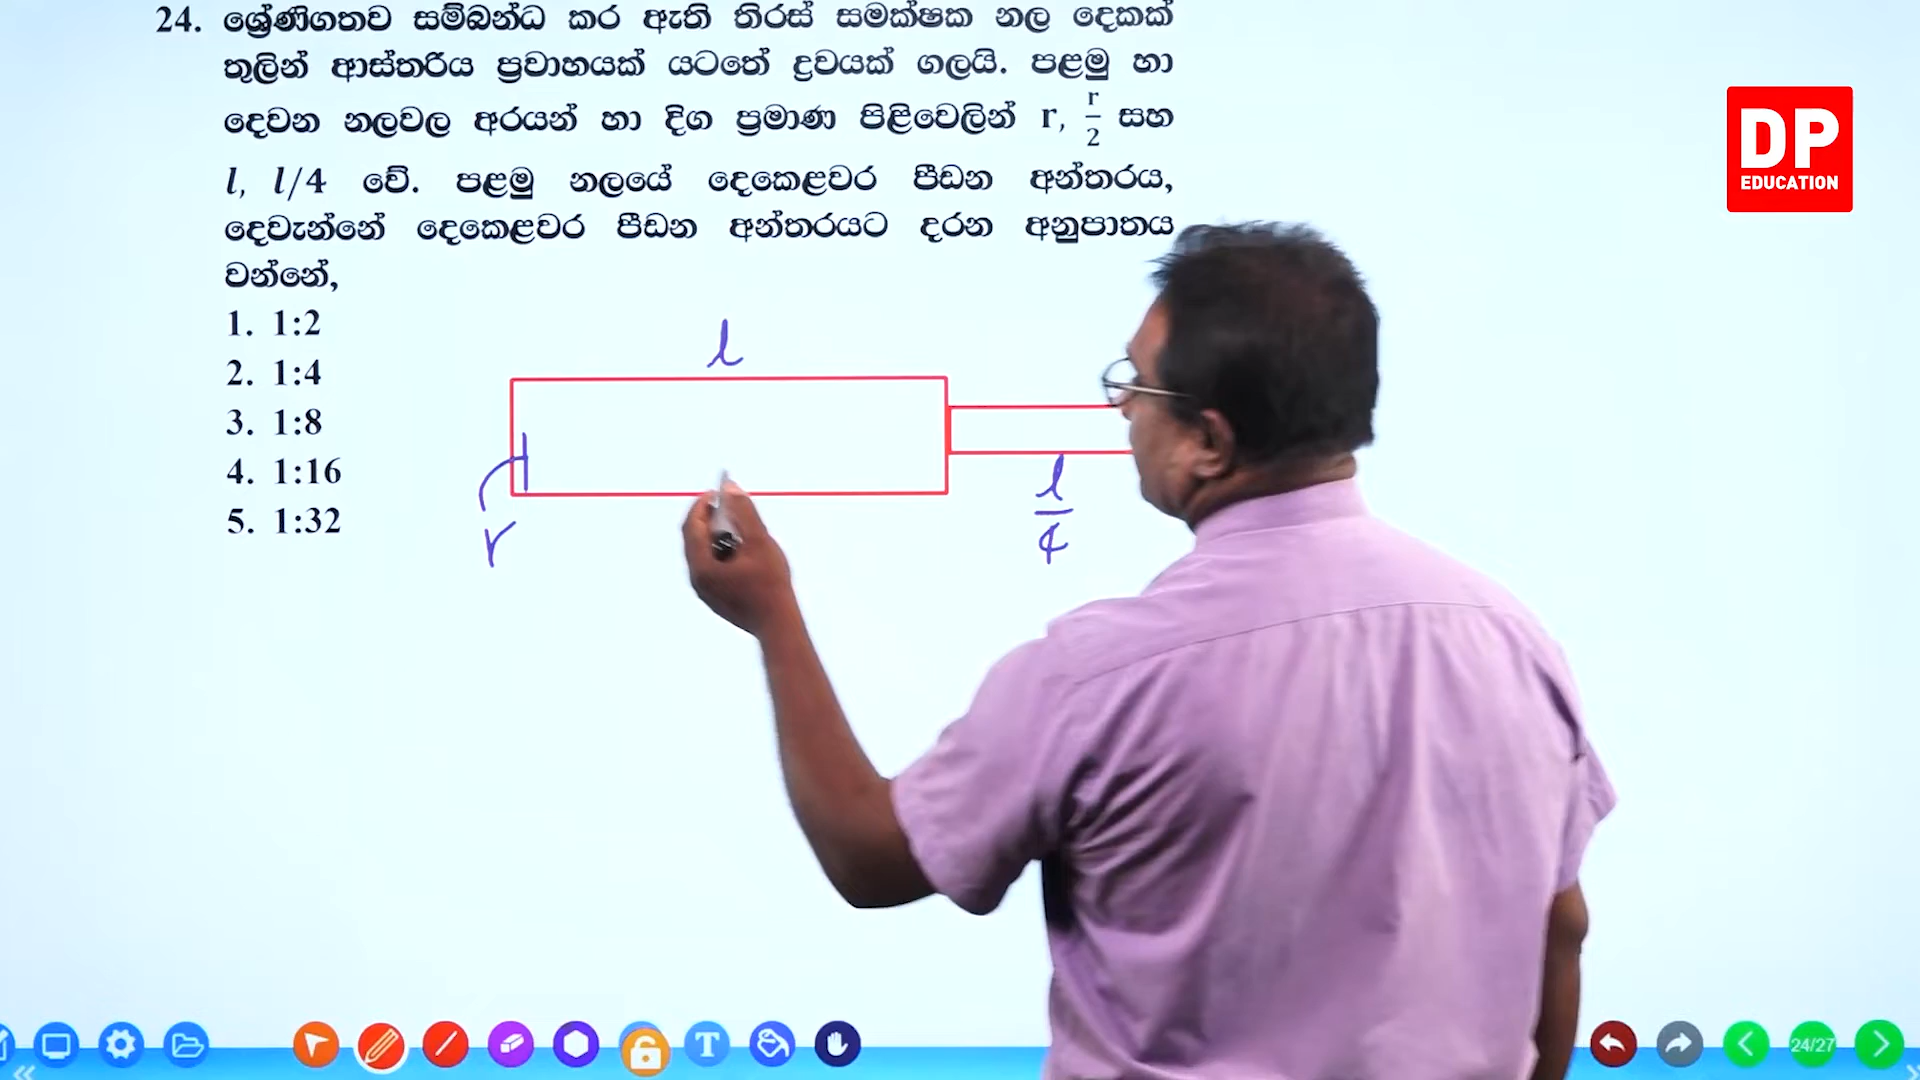 24. ශ්‍රේණිගතව සම්බන්ධ කර ඇති තිරස් සමක්ෂක නල දෙකක්
තුලින් ආස්තරීය ප්‍රවාහයක් යටතේ ද්‍රවයක් ගලයි. පළමු හා
දෙවන නලවල අරයන් හා දිග ප්‍රමාණ පිළිවෙලින් r, r/2 සහ
l, l/4 වේ. පළමු නලයේ දෙකෙළවර පීඩන අන්තරය,
දෙවැන්නේ දෙකෙළවර පීඩන අන්තරයට දරන අනුපාතය
වන්නේ,
1. 1:2
2. 1:4
3. 1:8
4. 1:16
5. 1:32
l
r
l/4
DP
EDUCATION
T
24/27